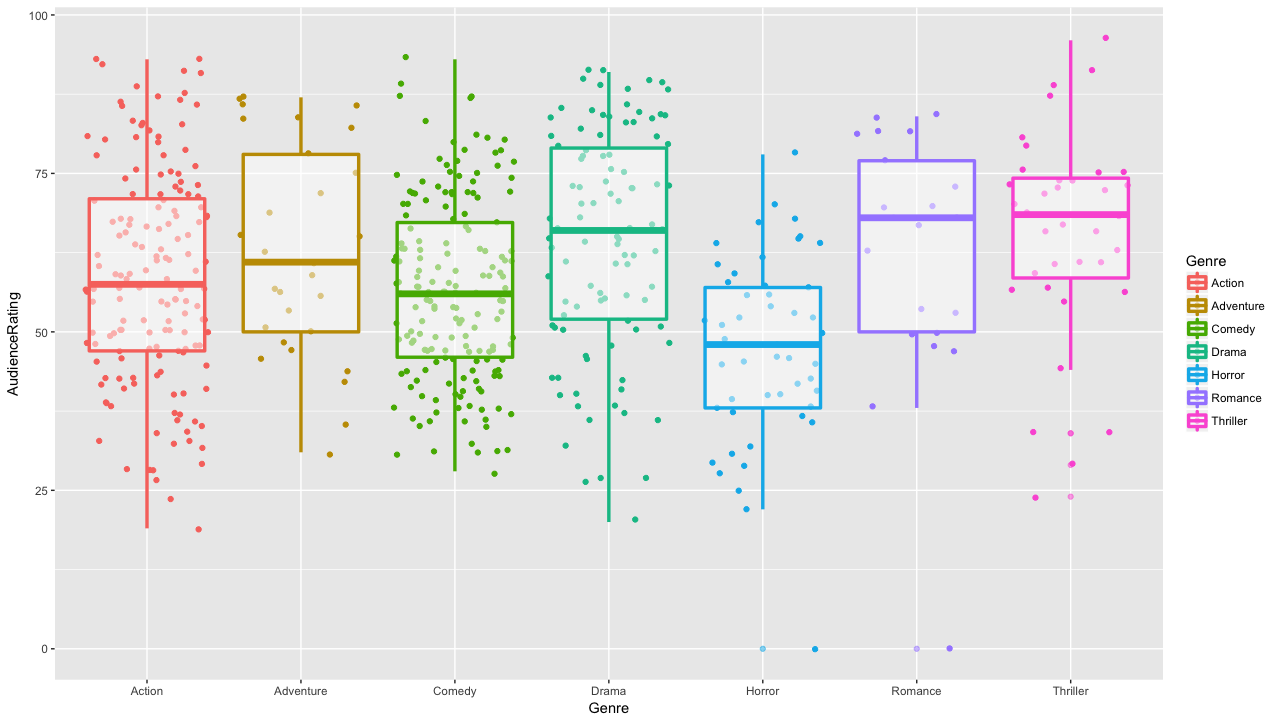 AudienceRating
100
75
50
25
0
Action Adventure Comedy Drama Horror Romance Thriller
Genre
Genre
Action
Adventure
Comedy
Drama
Horror
Romance
Thriller